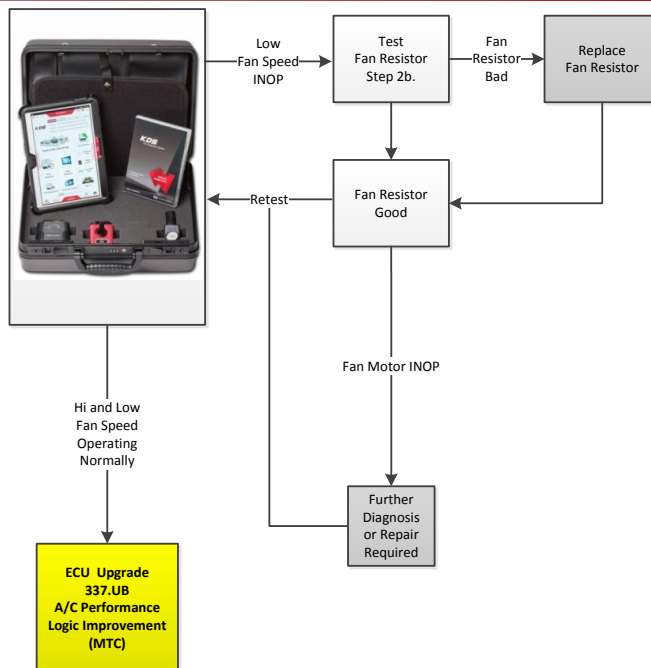 Low
Fan Speed
INOP
Test
Fan Resistor
Step 2b.
Fan
Resistor
Bad
Replace
Fan Resistor
KDS
KDS
Retest
Fan Resistor
Good
Fan Motor INOP
Hi and Low
Fan Speed
Operating
Normally
Further
Diagnosis
or Repair
Required
ECU Upgrade
337.UB
A/C Performance
Logic Improvement
(MTC)